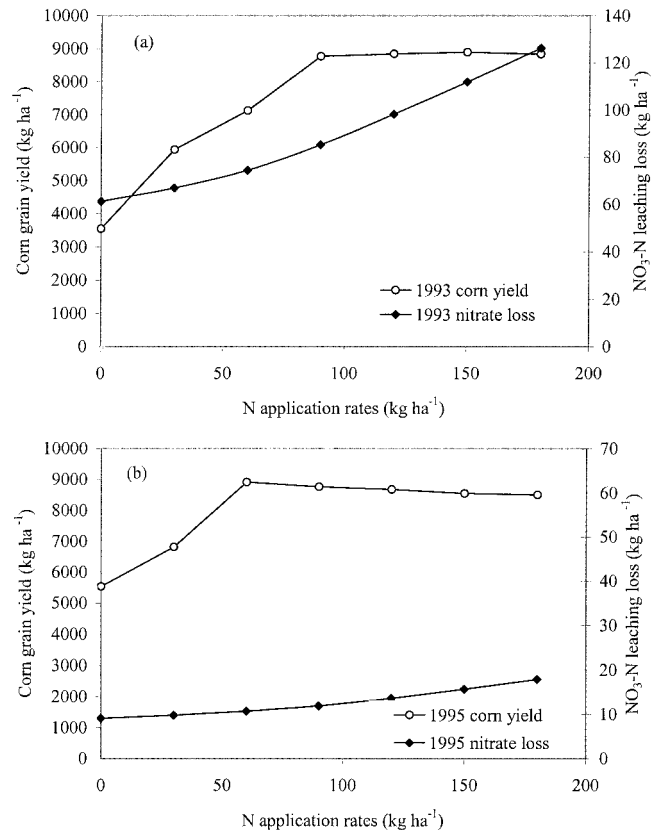 (a)
Corn grain yield (kg ha⁻¹)
10000
9000
8000
7000
6000
5000
4000
3000
2000
1000
0
140
120
100
80
60
40
20
0
NO₃-N leaching loss (kg ha⁻¹)
1993 corn yield
1993 nitrate loss
0 50 100 150 200
N application rates (kg ha⁻¹)
(b)
Corn grain yield (kg ha⁻¹)
10000
9000
8000
7000
6000
5000
4000
3000
2000
1000
0
70
60
50
40
30
20
10
0
NO₃-N leaching loss (kg ha⁻¹)
1995 corn yield
1995 nitrate loss
0 50 100 150 200
N application rates (kg ha⁻¹)